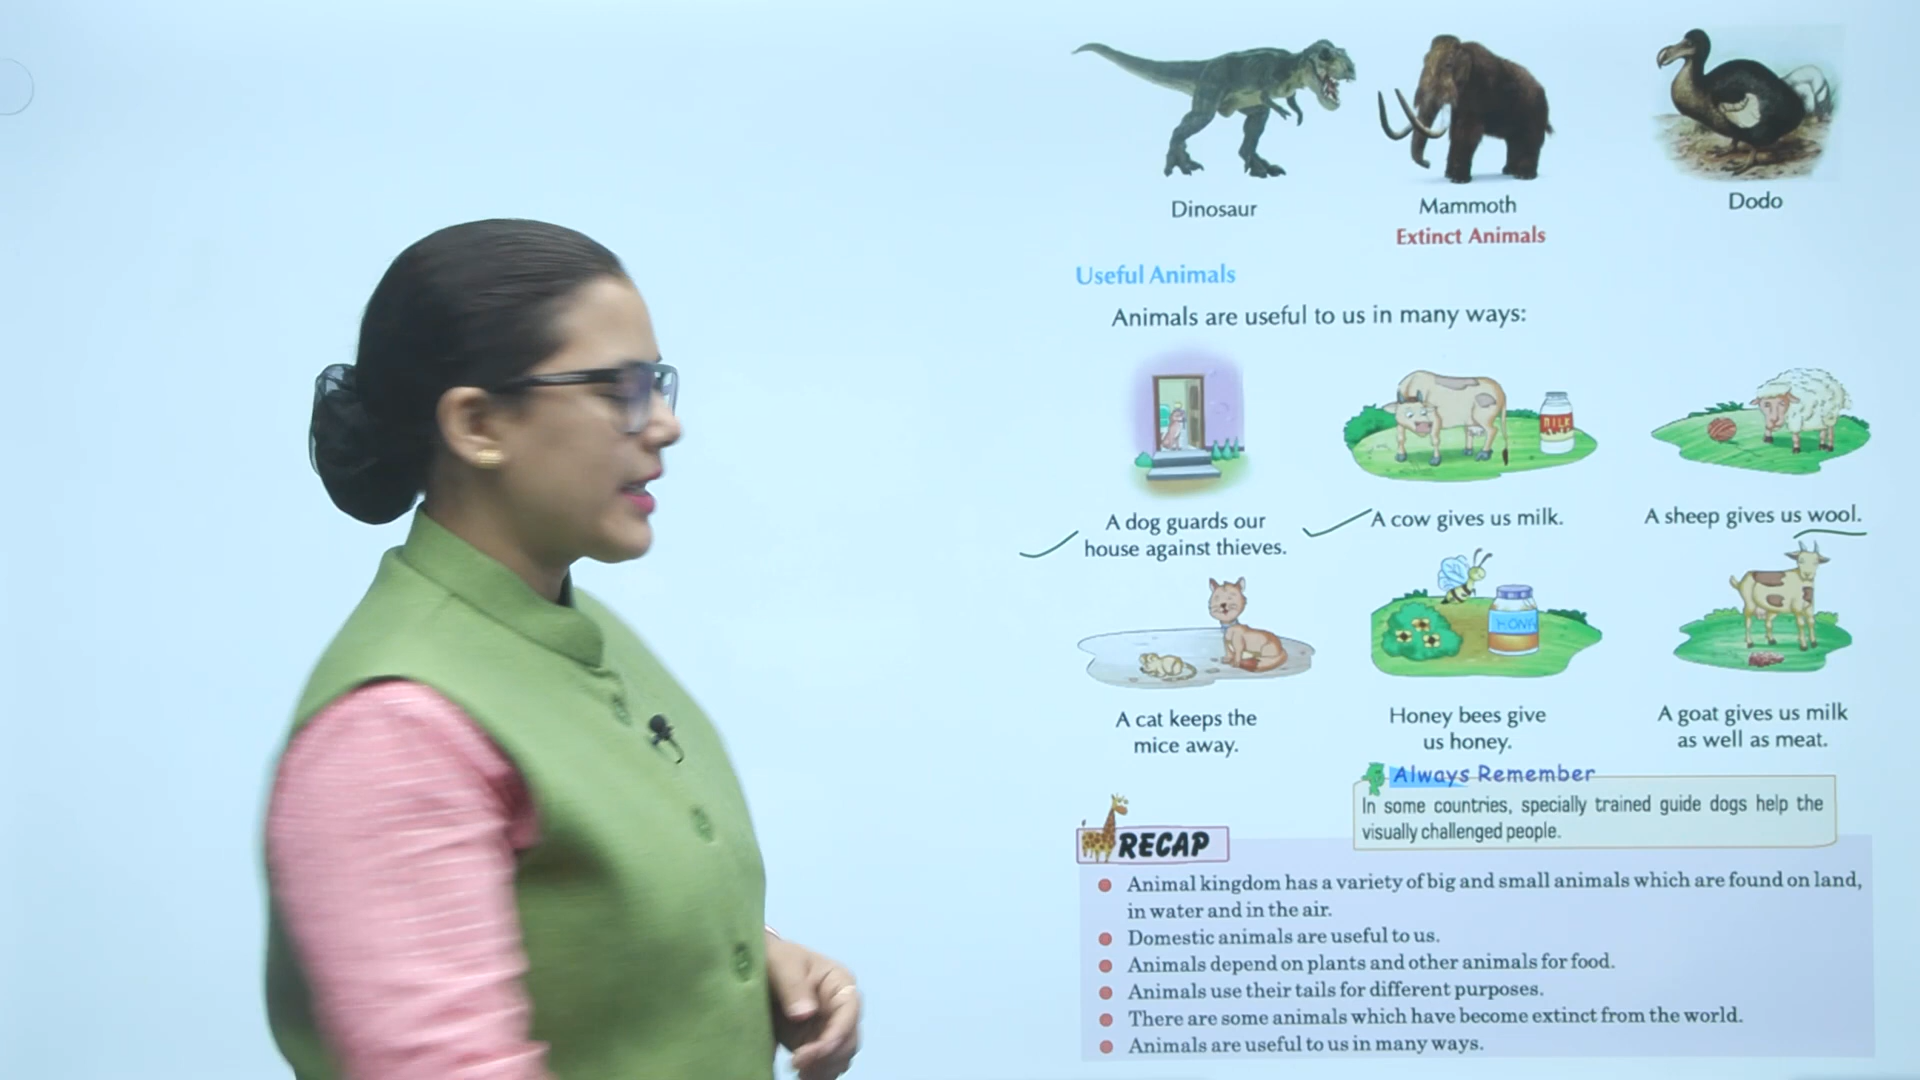 Dinosaur
Mammoth
Dodo
Extinct Animals
Useful Animals
Animals are useful to us in many ways:
MILK
A dog guards our
house against thieves.
A cow gives us milk.
A sheep gives us wool.
HONY
A cat keeps the
mice away.
Honey bees give
us honey.
A goat gives us milk
as well as meat.
Always Remember
In some countries, specially trained guide dogs help the
visually challenged people.
RECAP
Animal kingdom has a variety of big and small animals which are found on land,
in water and in the air.
Domestic animals are useful to us.
Animals depend on plants and other animals for food.
Animals use their tails for different purposes.
There are some animals which have become extinct from the world.
Animals are useful to us in many ways.